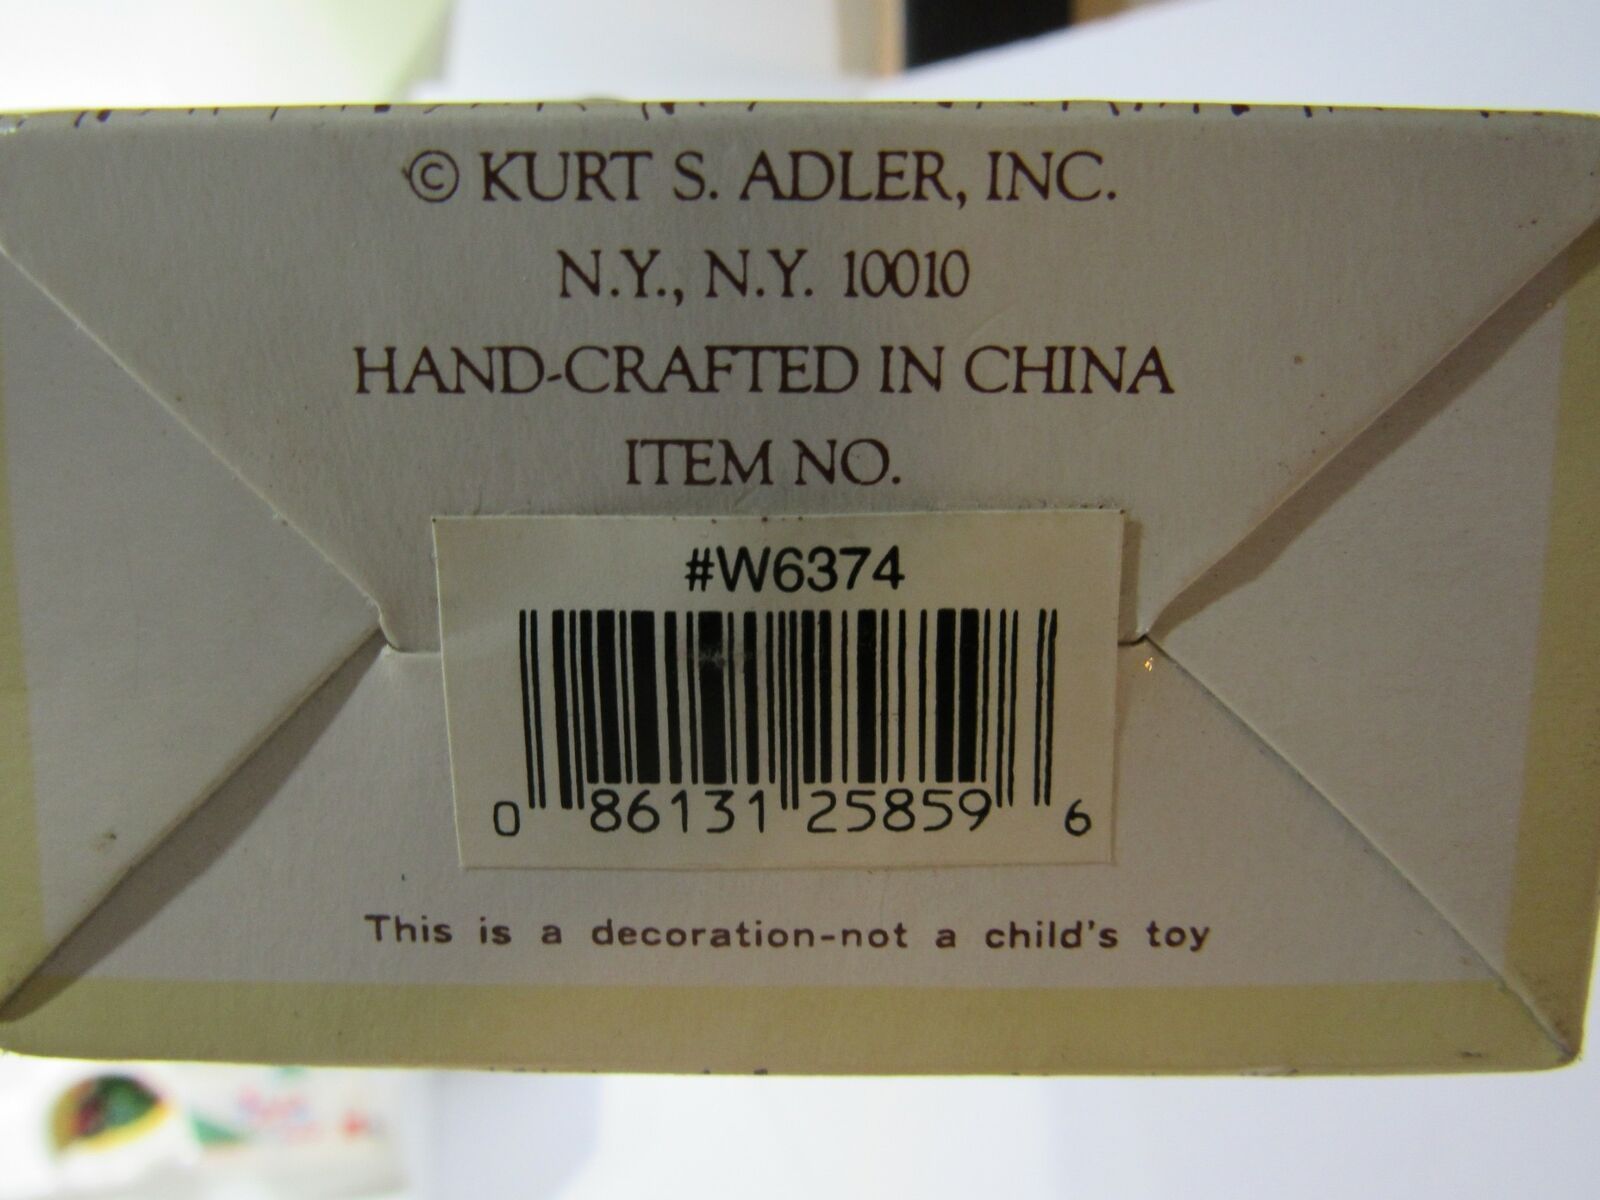 © KURT S. ADLER, INC.
N.Y., N.Y. 10010
HAND-CRAFTED IN CHINA
ITEM NO.
#W6374
0 86131 25859 6
This is a decoration-not a child's toy